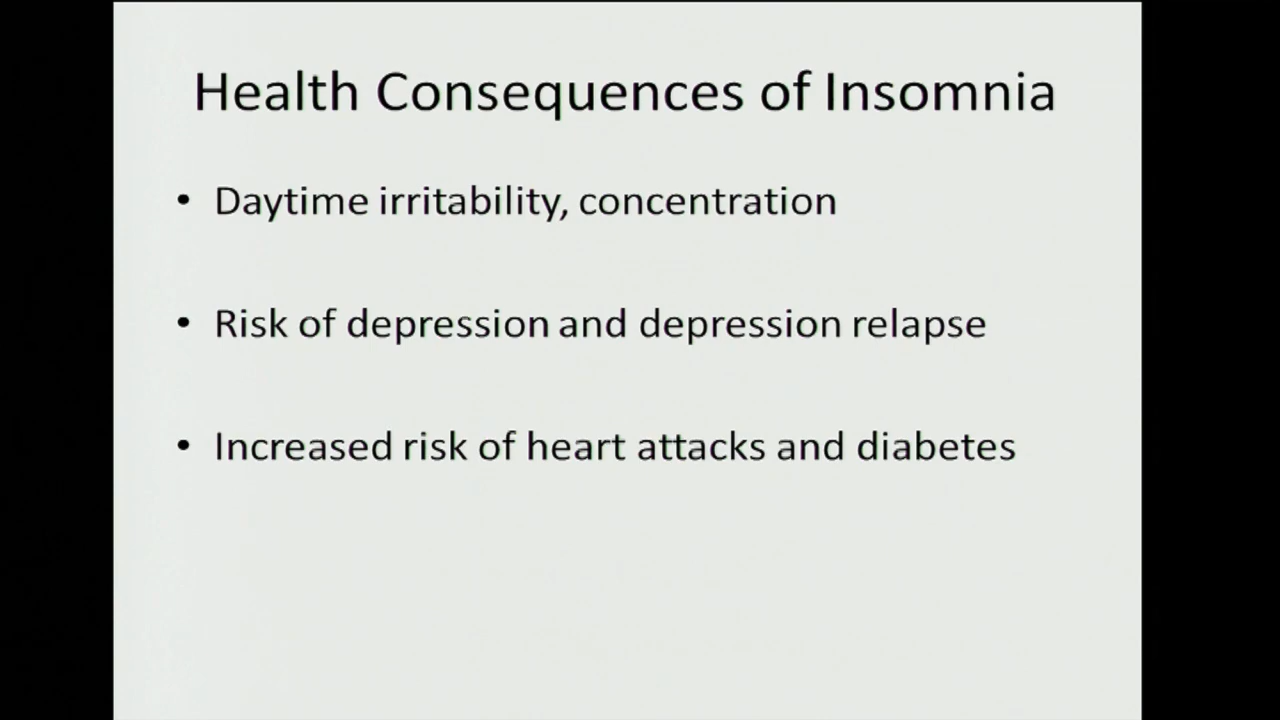 Health Consequences of Insomnia
• Daytime irritability, concentration
• Risk of depression and depression relapse
• Increased risk of heart attacks and diabetes